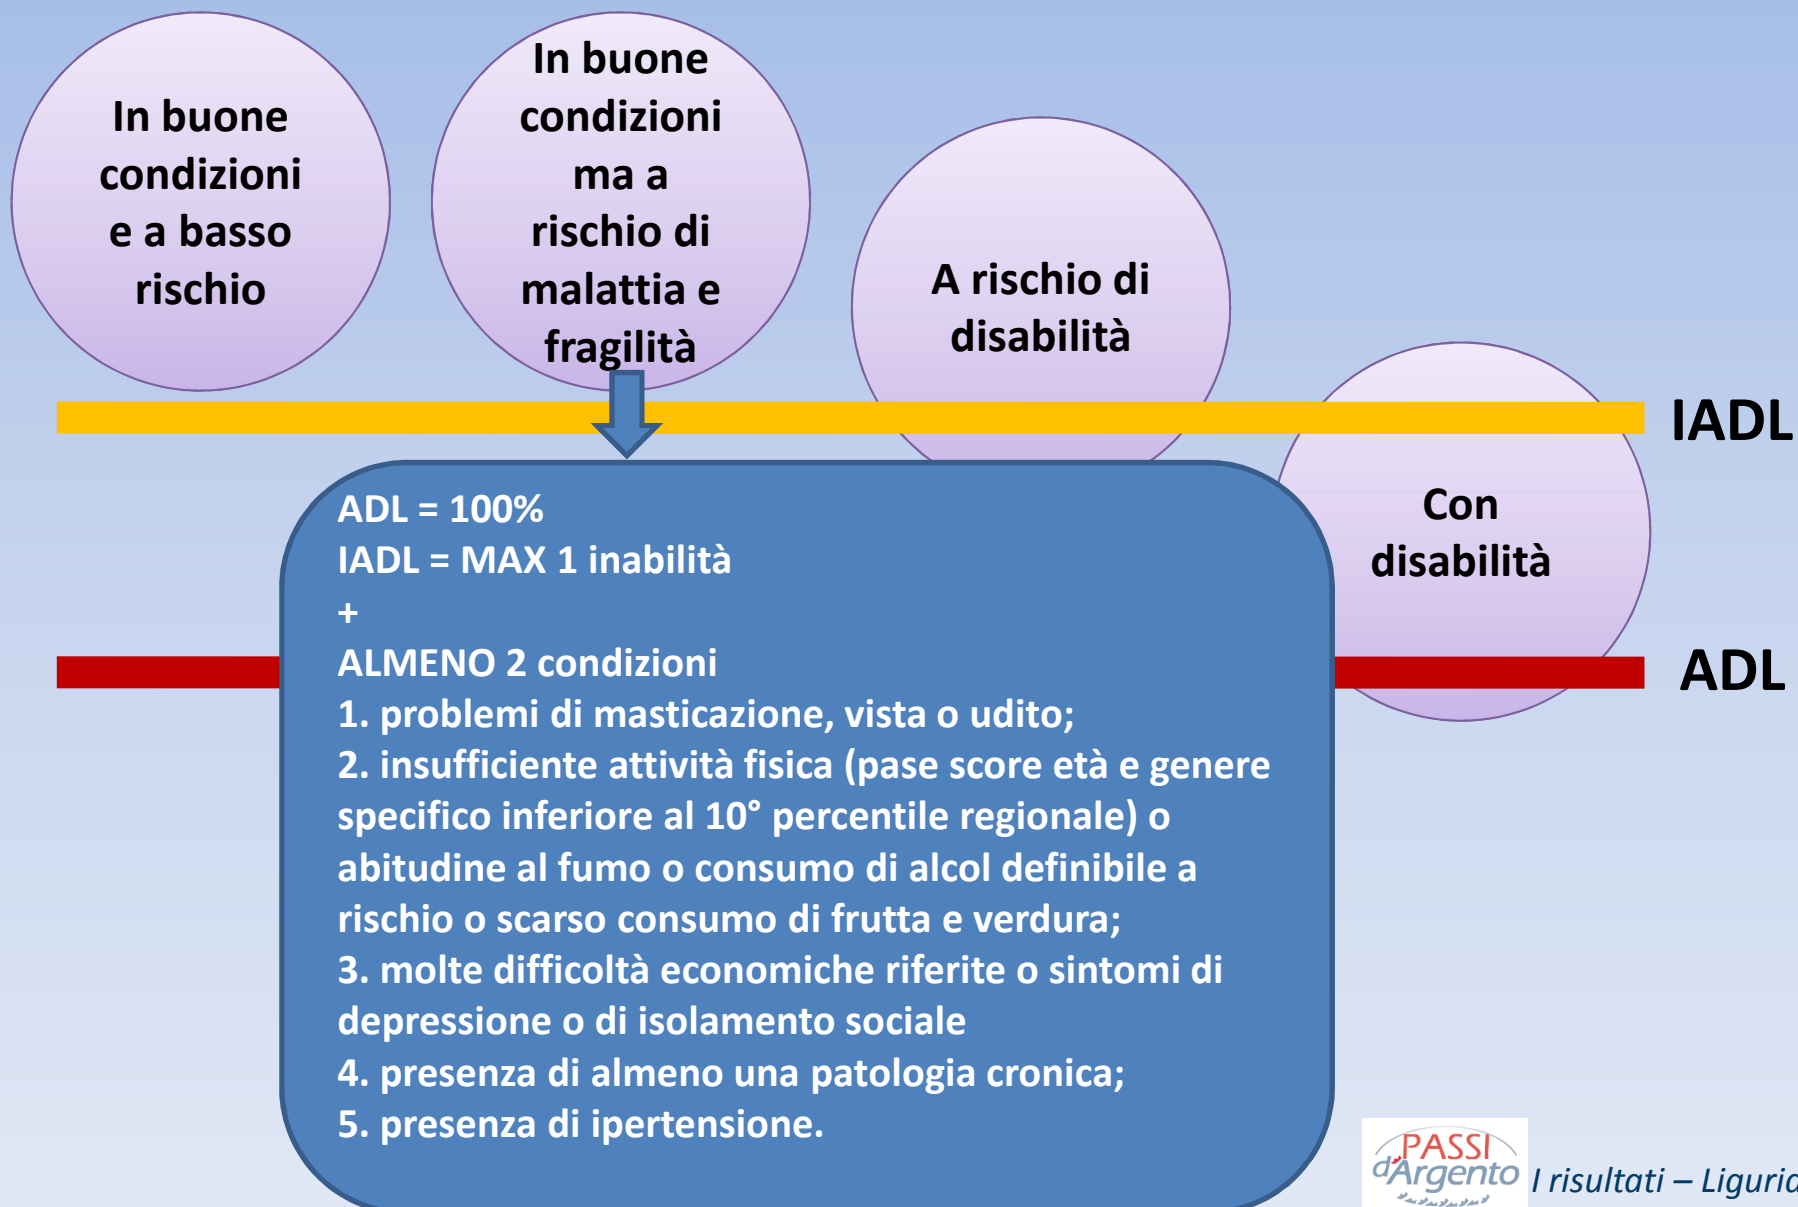 In buone
condizioni
e a basso
rischio
In buone
condizioni
ma a
rischio di
malattia e
fragilità
A rischio di
disabilità
Con
disabilità
IADL
ADL
ADL = 100%
IADL = MAX 1 inabilità
+
ALMENO 2 condizioni
1. problemi di masticazione, vista o udito;
2. insufficiente attività fisica (pase score età e genere
specifico inferiore al 10° percentile regionale) o
abitudine al fumo o consumo di alcol definibile a
rischio o scarso consumo di frutta e verdura;
3. molte difficoltà economiche riferite o sintomi di
depressione o di isolamento sociale
4. presenza di almeno una patologia cronica;
5. presenza di ipertensione.
PASSI
d'Argento
I risultati – Liguria